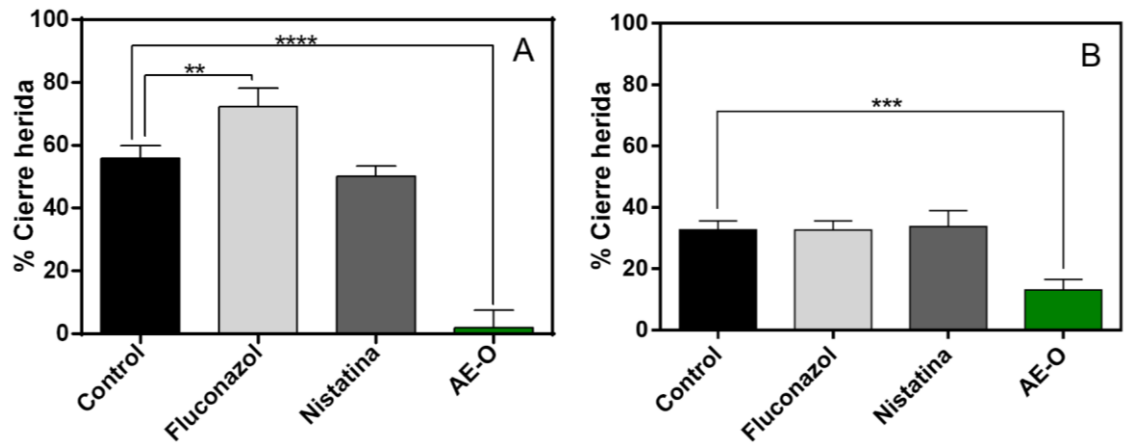 A
% Cierre herida
100
80
60
40
20
0
****
**
Control
Fluconazol
Nistatina
AE-O
B
% Cierre herida
100
80
60
40
20
0
***
Control
Fluconazol
Nistatina
AE-O